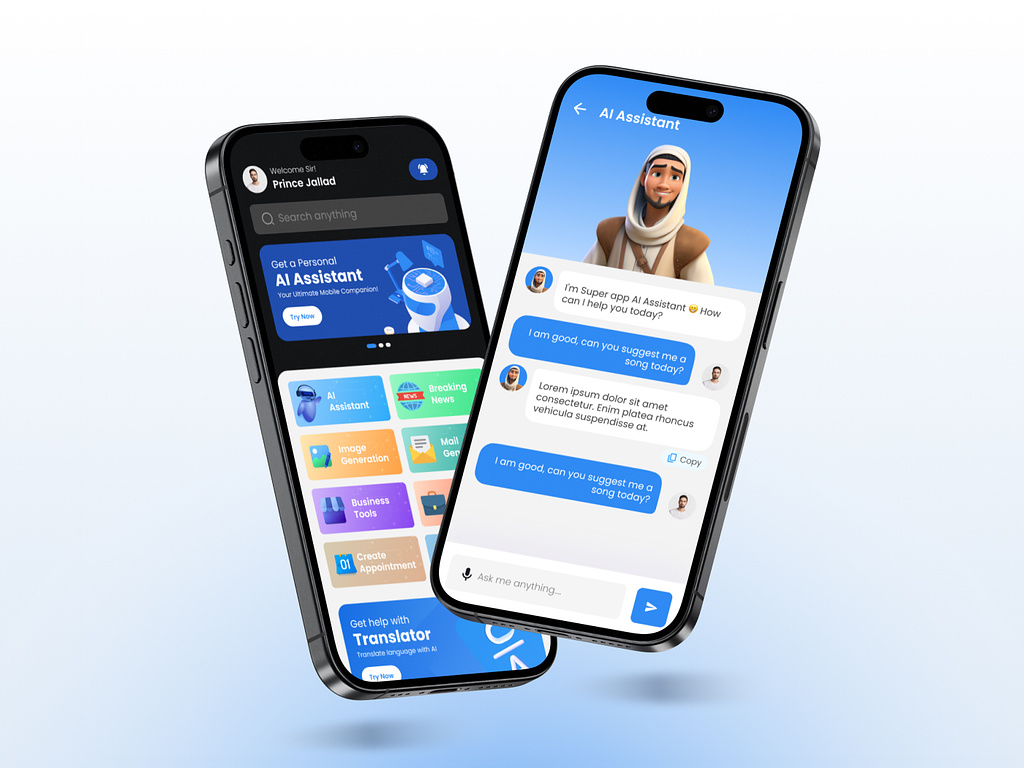 Welcome Sir!
Prince Jallad
Search anything
Get a Personal
AI Assistant
Your Ultimate Mobile Companion!
Try Now
AI
Assistant
Breaking
News
NEWS
Image
Generation
Mail
Business
Tools
01
Create
Appointment
Get help with
Translator
Translate language with AI
Try Now
AI Assistant
I'm Super app AI Assistant 😁 How
can I help you today?
I am good, can you suggest me a
song today?
Lorem ipsum dolor sit amet
consectetur. Enim platea rhoncus
vehicula suspendisse at.
Copy
I am good, can you suggest me a
song today?
Ask me anything...